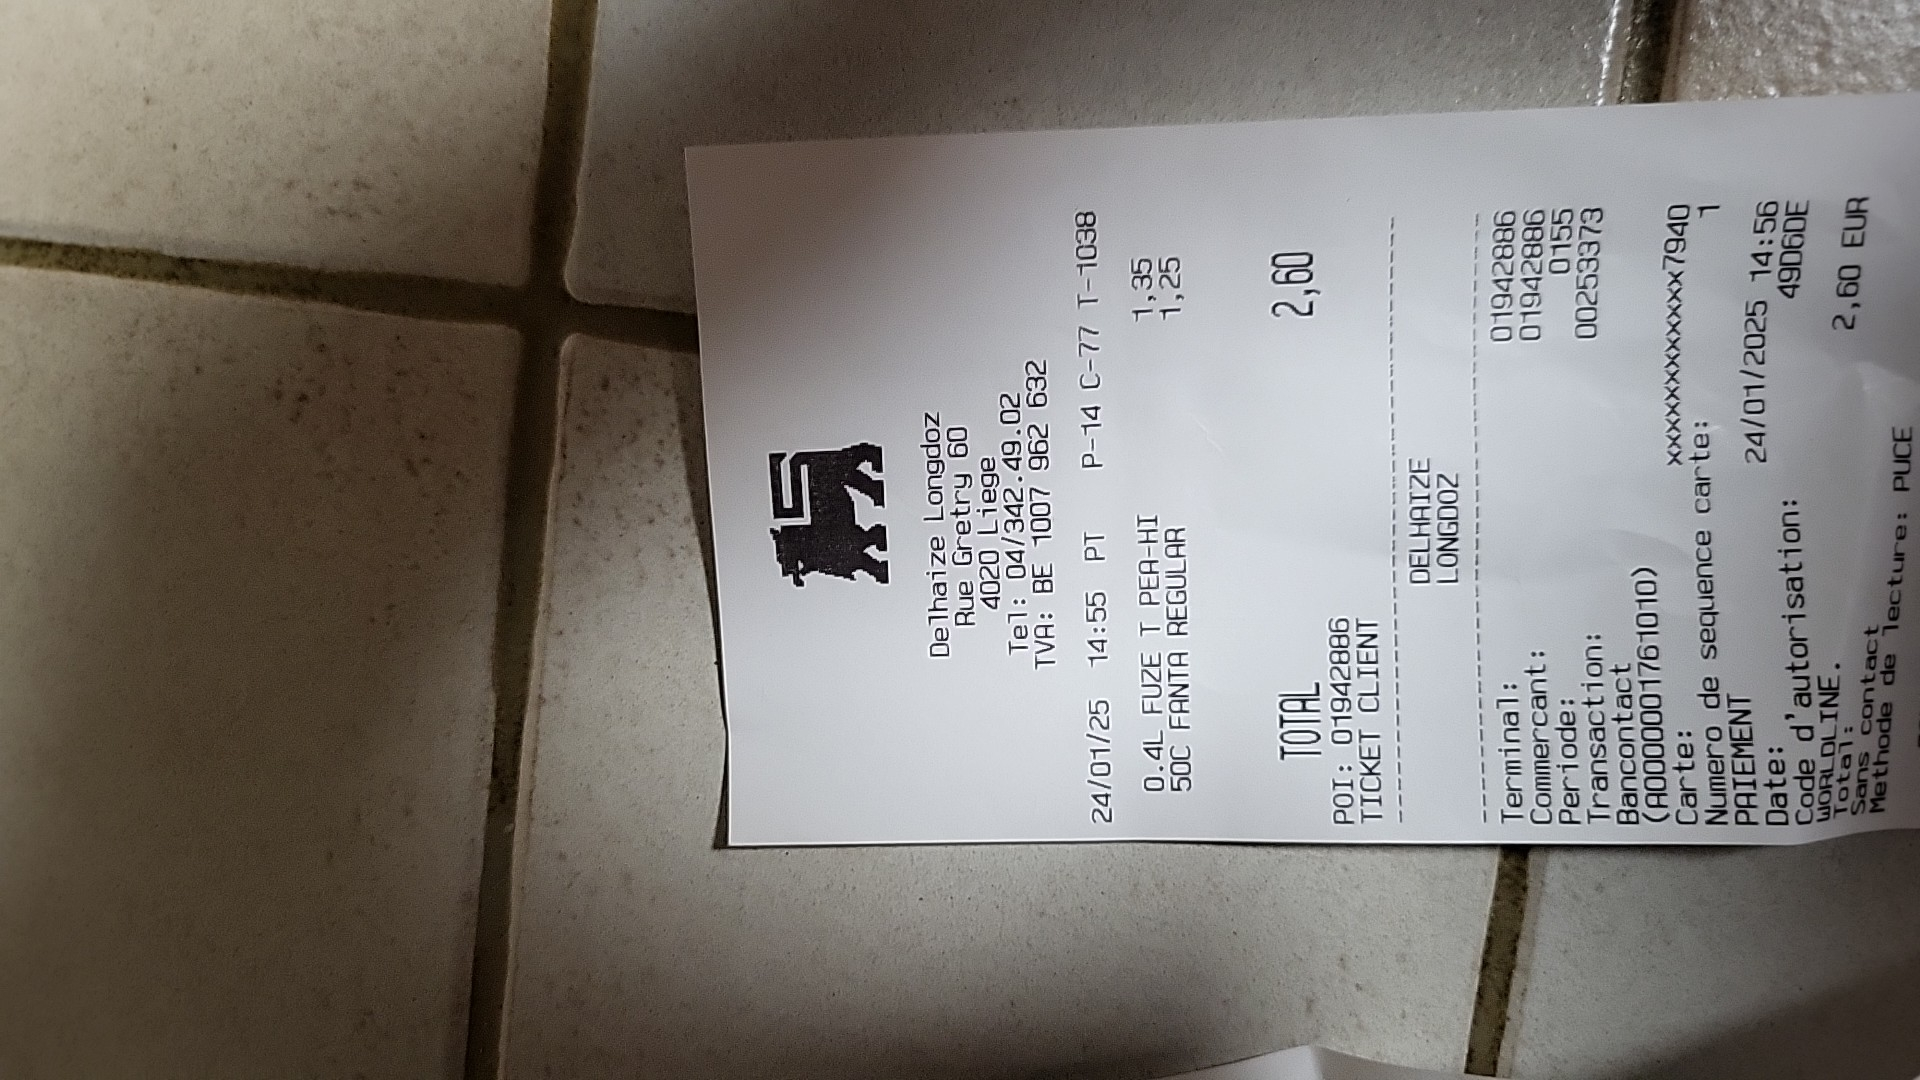 Delhaize Longdoz
Rue Gretry 60
4020 Liege
Tel: 04/342.49.02
TVA: BE 1007 962 632
24/01/25 14:55 PT P-14 C-77 T-1038
0.4L FUZE T PEA-HI 1,35
50C FANTA REGULAR 1,25
TOTAL 2,60
POI: 01942886
TICKET CLIENT
DELHAIZE
LONGDOZ
Terminal: 01942886
Commercant: 01942886
Periode: 0155
Transaction: 00253373
Bancontact
(A0000001761010)
Carte: xxxxxxxxxxxxx7940
Numero de sequence carte: 1
PAIEMENT
Date: 24/01/2025 14:56
Code d'autorisation: 49D6DE
WORLDLINE.
Total: 2,60 EUR
Sans contact
Methode de lecture: PUCE